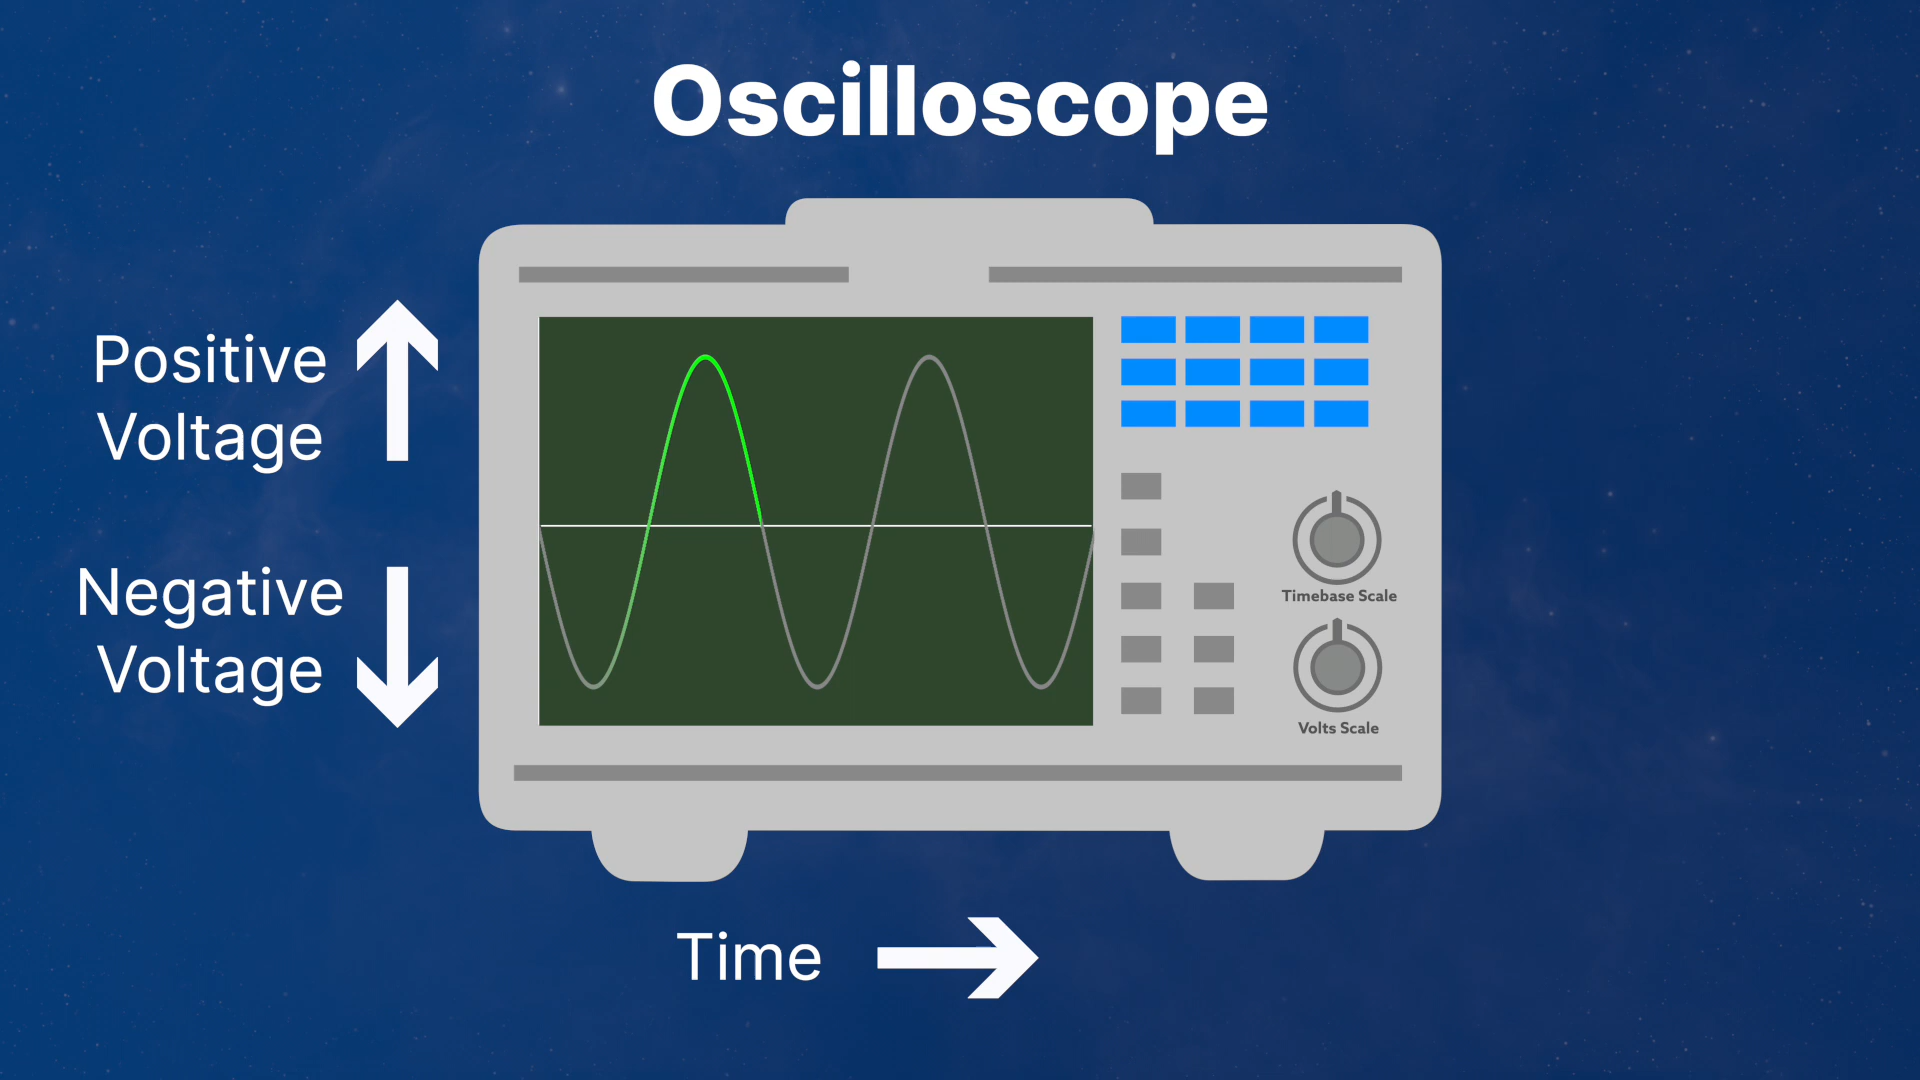 Oscilloscope
Positive
Voltage
Negative
Voltage
Timebase Scale
Volts Scale
Time